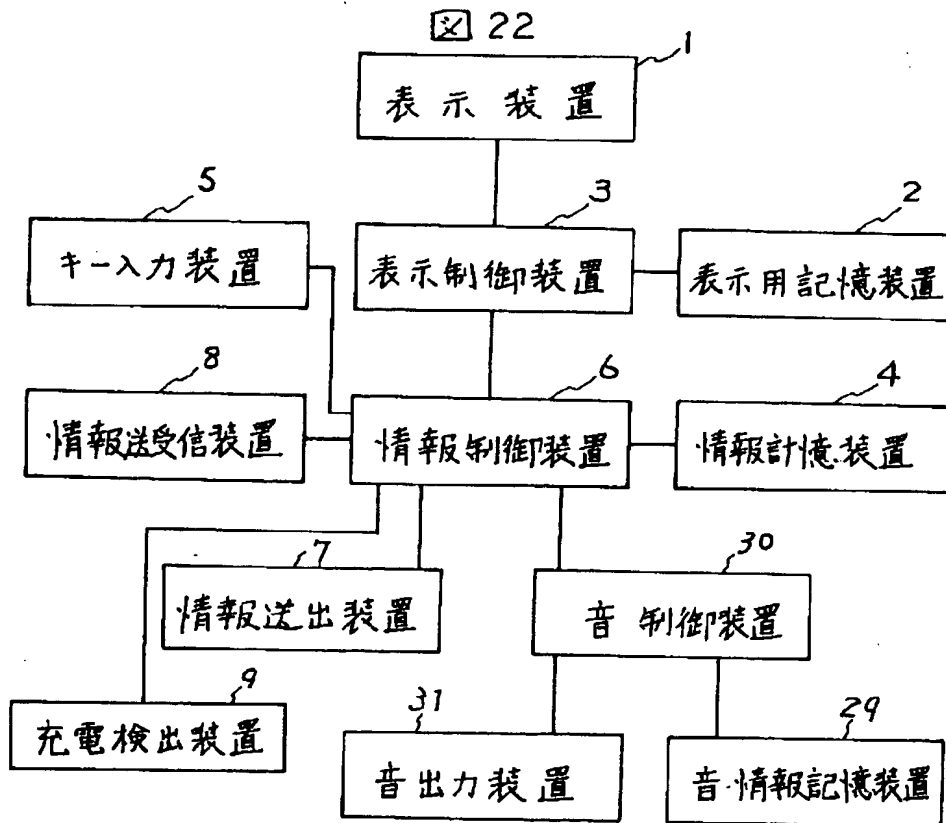 図 22
1
表示装置
5
3
2
キー入力装置
表示制御装置
表示用記憶装置
8
6
4
情報送受信装置
情報制御装置
情報計憶装置
7
30
情報送出装置
音制御装置
9
31
29
充電検出装置
音出力装置
音情報記憶装置